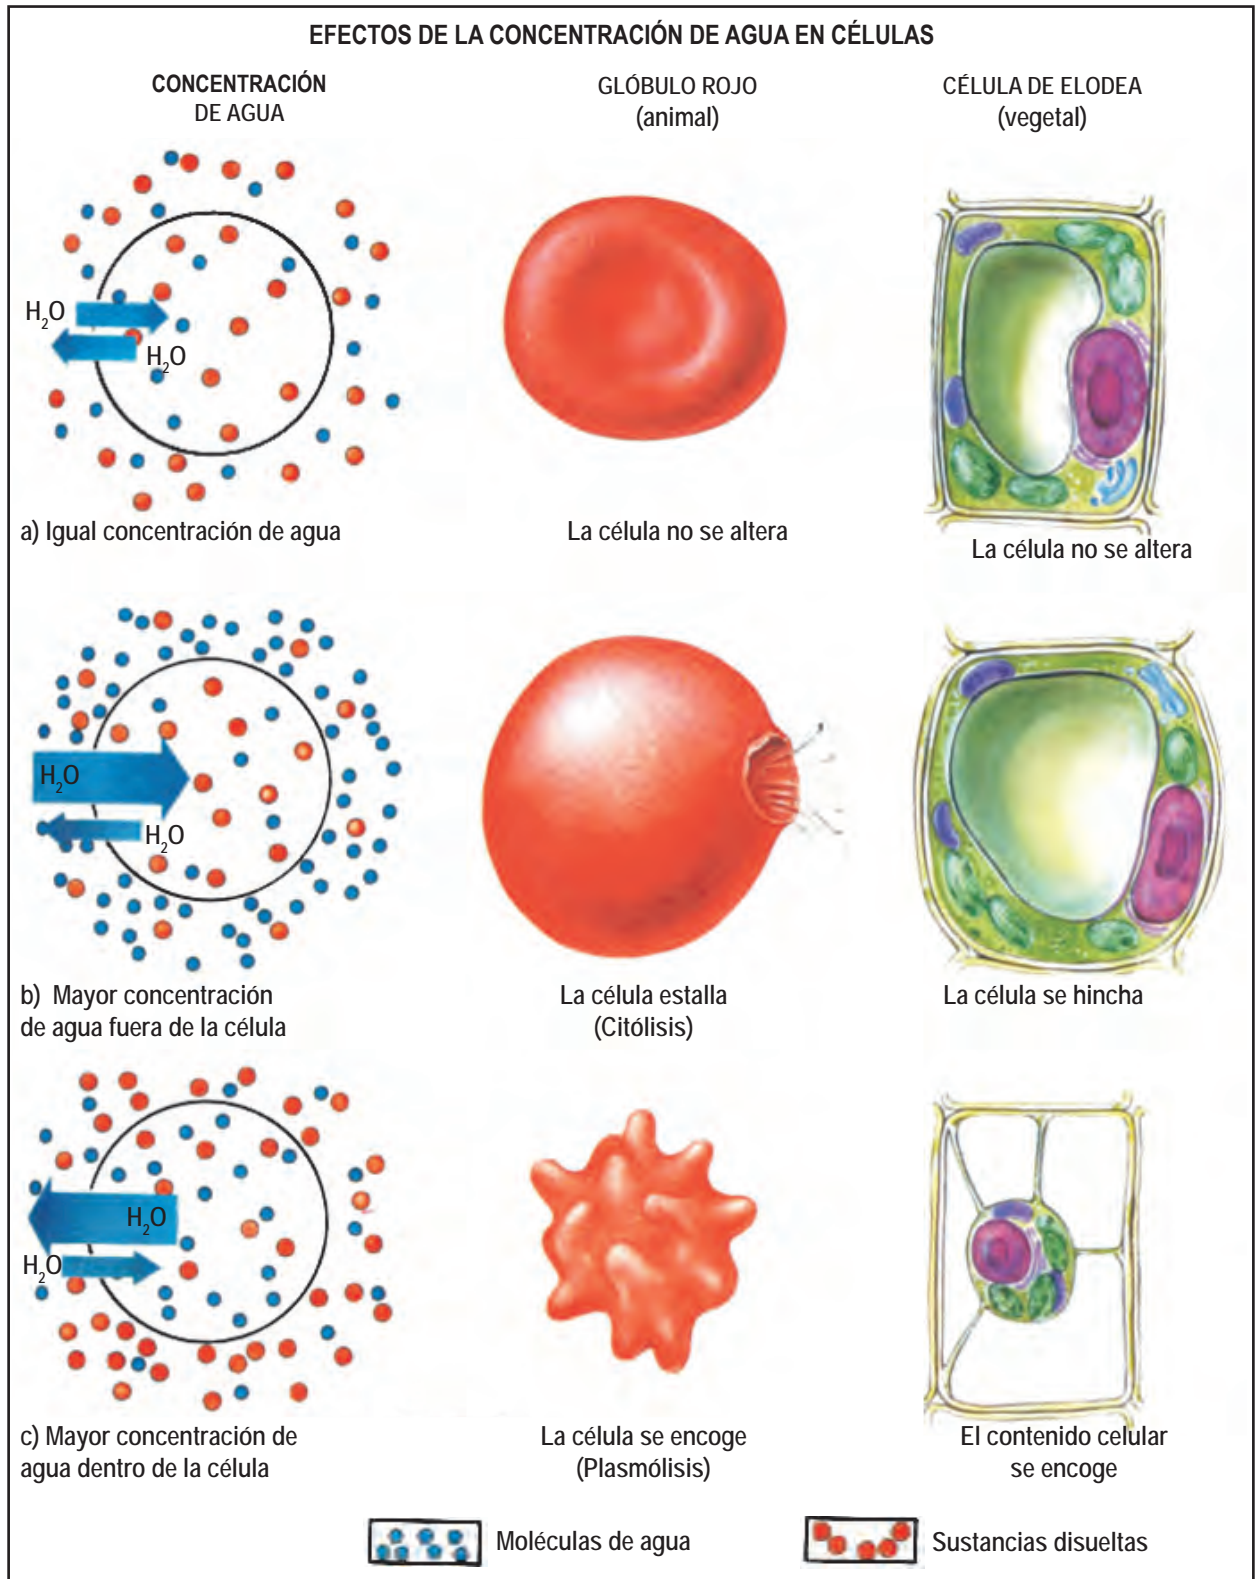 EFECTOS DE LA CONCENTRACIÓN DE AGUA EN CÉLULAS
CONCENTRACIÓN
DE AGUA
GLÓBULO ROJO
(animal)
CÉLULA DE ELODEA
(vegetal)
H₂O
H₂O
a) Igual concentración de agua
La célula no se altera
La célula no se altera
H₂O
H₂O
b) Mayor concentración
de agua fuera de la célula
La célula estalla
(Citólisis)
La célula se hincha
H₂O
H₂O
c) Mayor concentración de
agua dentro de la célula
La célula se encoge
(Plasmólisis)
El contenido celular
se encoge
Moléculas de agua
Sustancias disueltas